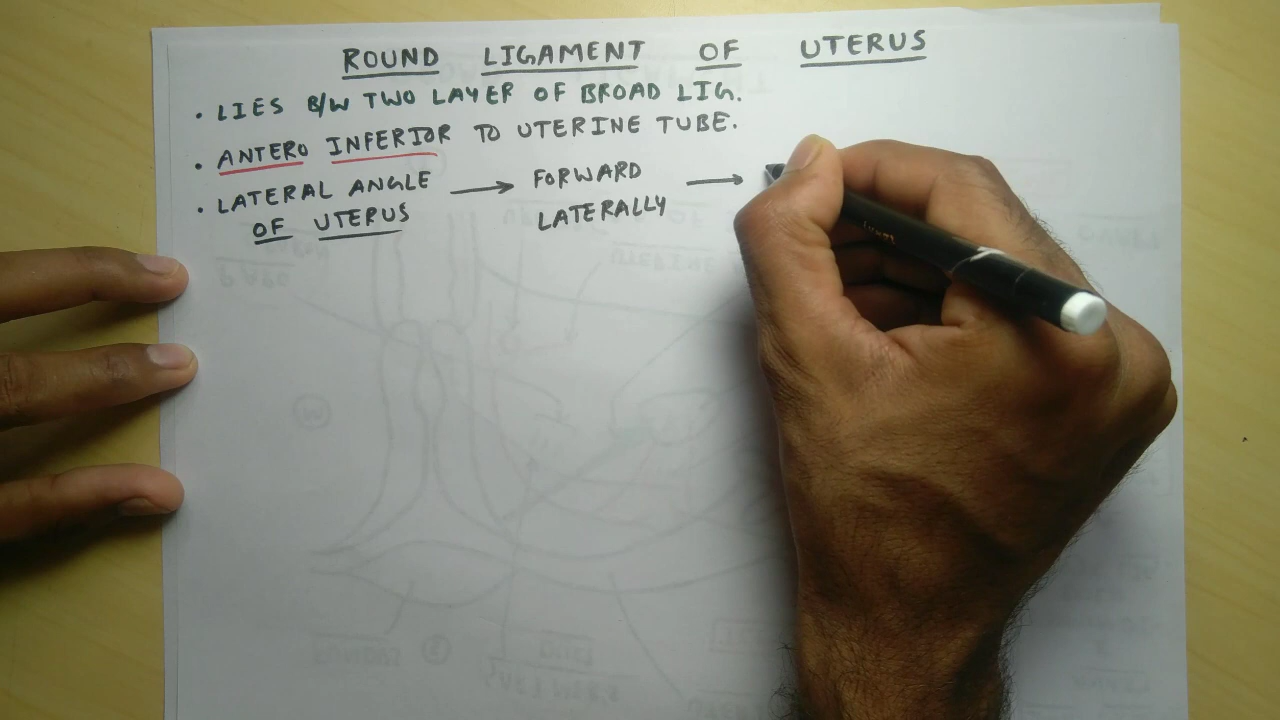 ROUND LIGAMENT OF UTERUS
• LIES B/W TWO LAYER OF BROAD LIG.
• ANTERO INFERIOR TO UTERINE TUBE.
• LATERAL ANGLE → FORWARD →
OF UTERUS LATERALLY